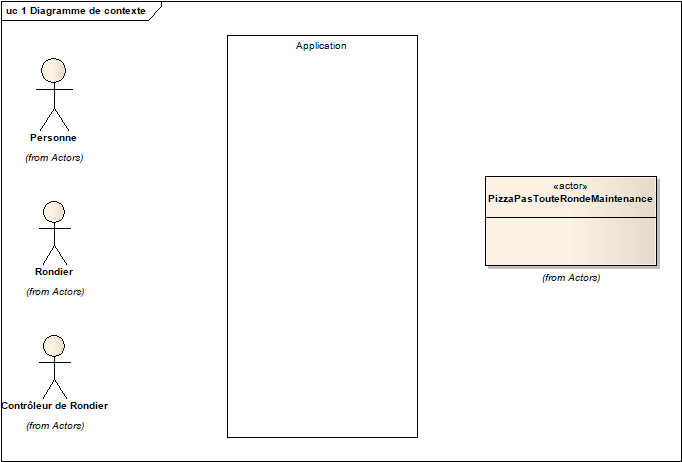 uc 1 Diagramme de contexte
Application
Personne
(from Actors)
«actor»
PizzaPasTouteRondeMaintenance
(from Actors)
Rondier
(from Actors)
Contrôleur de Rondier
(from Actors)